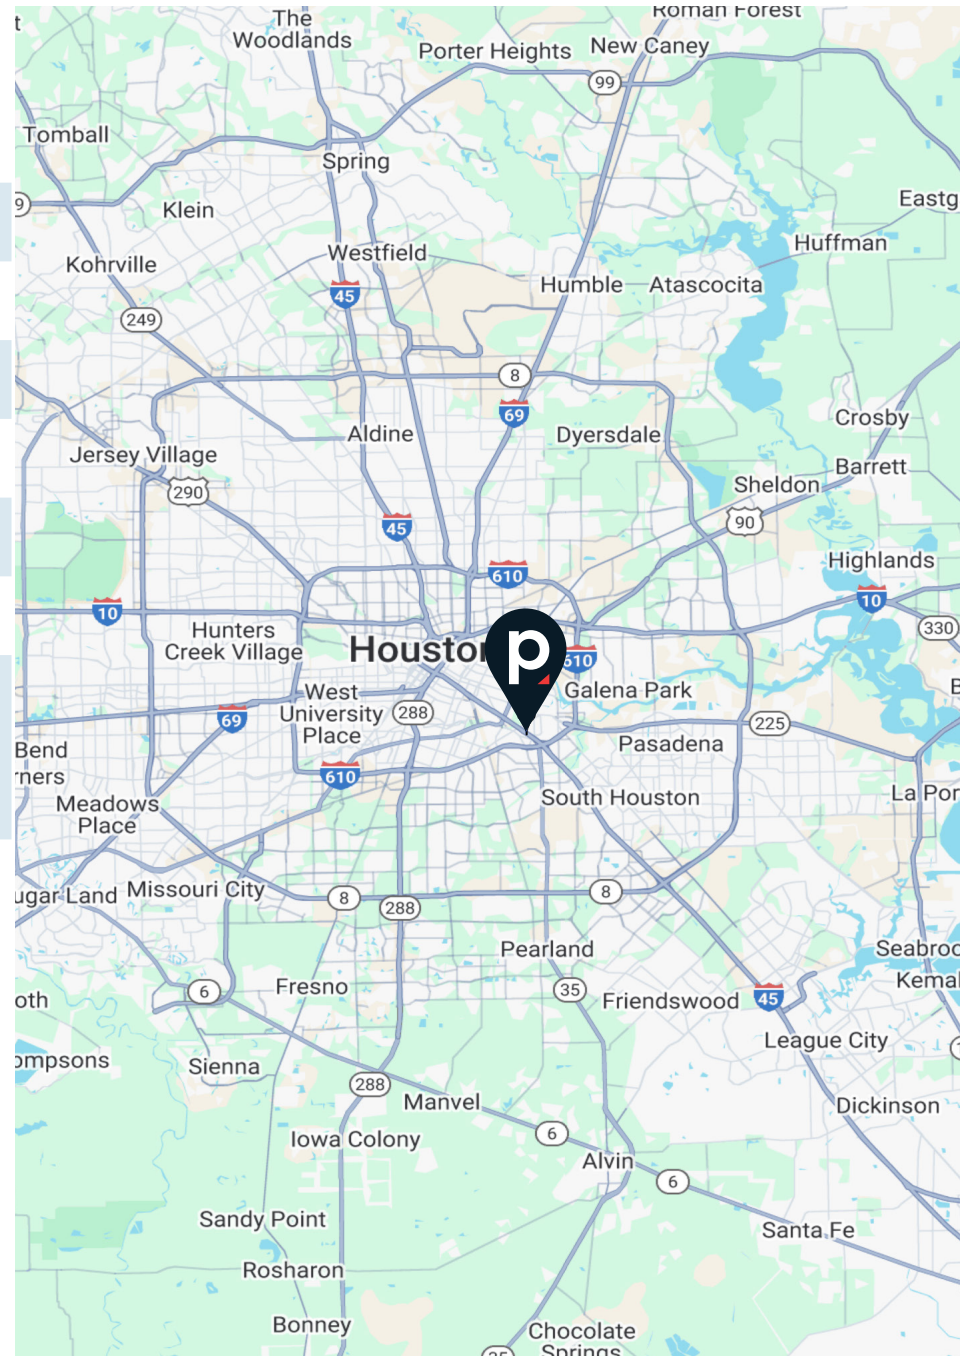 t
The
Woodlands
Roman Forest
Porter Heights
New Caney
99
Tomball
Spring
9
Klein
Eastg
Westfield
Huffman
Kohrville
45
Humble
Atascocita
249
8
69
Aldine
Dyersdale
Crosby
Jersey Village
Barrett
290
Sheldon
90
45
Highlands
610
10
10
330
Hunters
Creek Village
Houston
p
610
West
University
Place
Galena Park
288
69
225
Bend
rners
Pasadena
610
Meadows
Place
South Houston
La Por
ugar Land
Missouri City
8
288
8
Pearland
Seabroo
Kemah
6
Fresno
35
Friendswood
45
oth
League City
ompsons
Sienna
288
Manvel
Dickinson
Iowa Colony
6
Alvin
6
Sandy Point
Santa Fe
Rosharon
Bonney
Chocolate
Springs
35